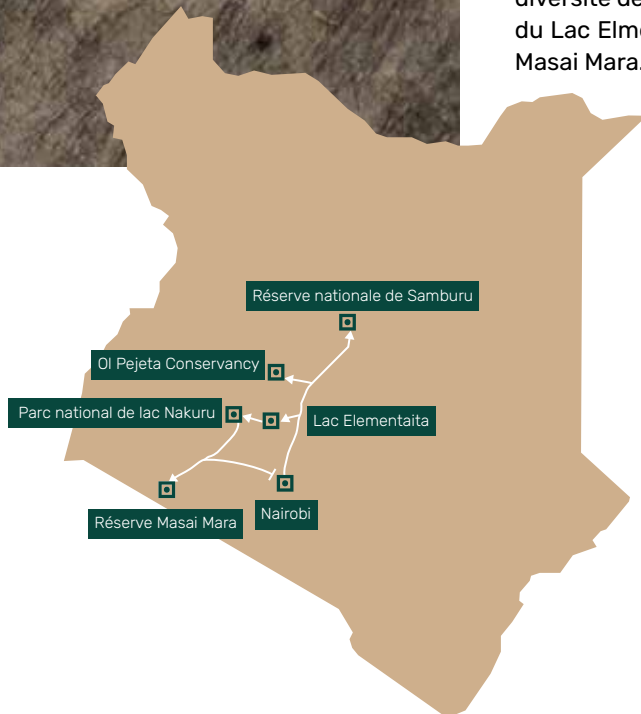 diversité de
du Lac Elme
Masai Mara.
Réserve nationale de Samburu
Ol Pejeta Conservancy
Parc national de lac Nakuru
Lac Elementaita
Réserve Masai Mara
Nairobi